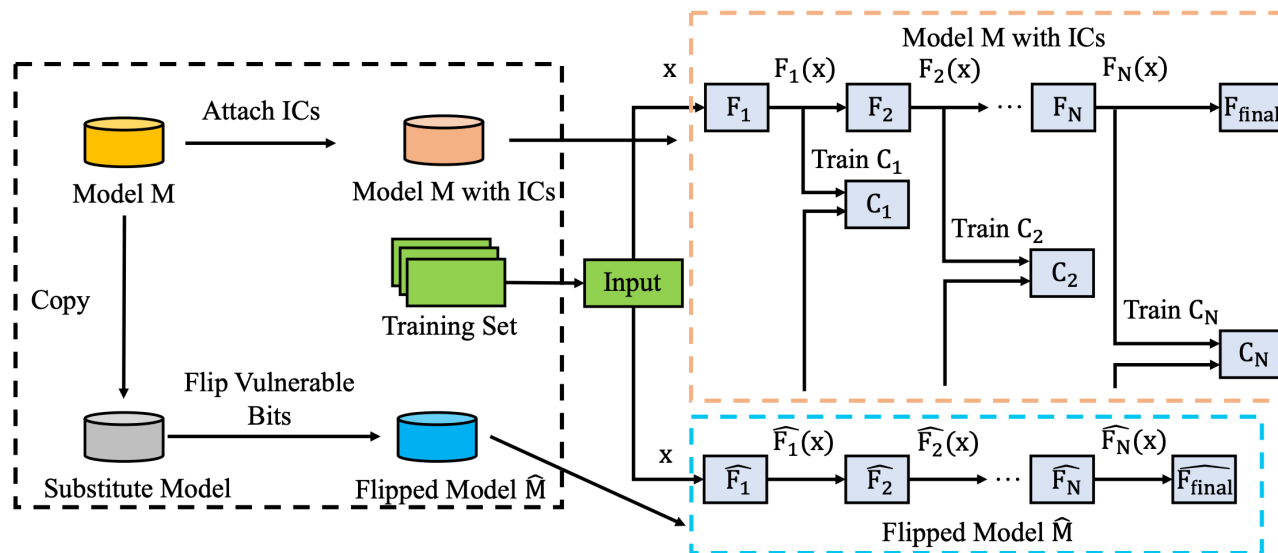 Model M with ICs
x
F₁(x)
F₂(x)
F_N(x)
F₁
F₂
...
F_N
F_final
Attach ICs
Model M
Model M with ICs
Train C₁
C₁
Train C₂
C₂
Train C_N
C_N
Copy
Training Set
Input
Flip Vulnerable
Bits
Substitute Model
Flipped Model M̂
x
F̂₁(x)
F̂₂(x)
F̂_N(x)
F̂₁
F̂₂
...
F̂_N
F̂_final
Flipped Model M̂